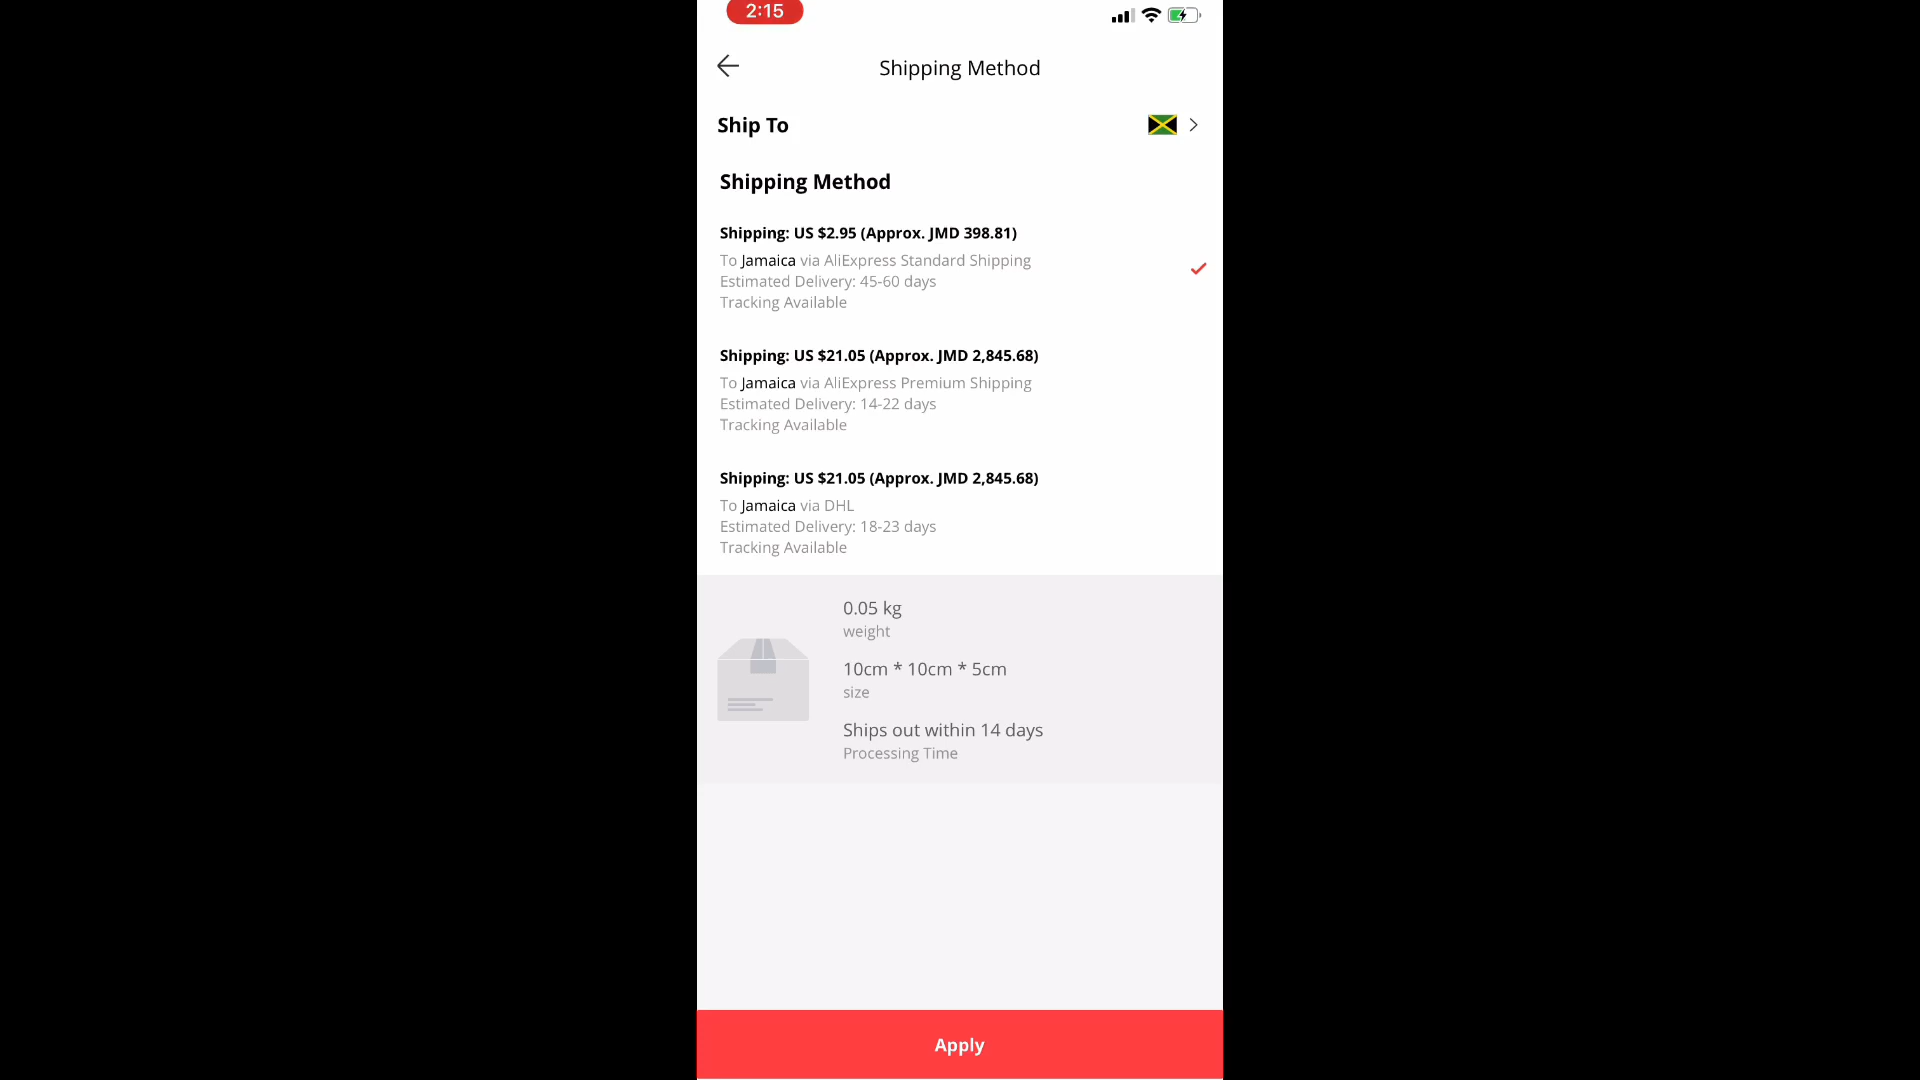 2:15
Shipping Method
Ship To
Shipping Method
Shipping: US $2.95 (Approx. JMD 398.81)
To Jamaica via AliExpress Standard Shipping
Estimated Delivery: 45-60 days
Tracking Available
Shipping: US $21.05 (Approx. JMD 2,845.68)
To Jamaica via AliExpress Premium Shipping
Estimated Delivery: 14-22 days
Tracking Available
Shipping: US $21.05 (Approx. JMD 2,845.68)
To Jamaica via DHL
Estimated Delivery: 18-23 days
Tracking Available
0.05 kg
weight
10cm * 10cm * 5cm
size
Ships out within 14 days
Processing Time
Apply